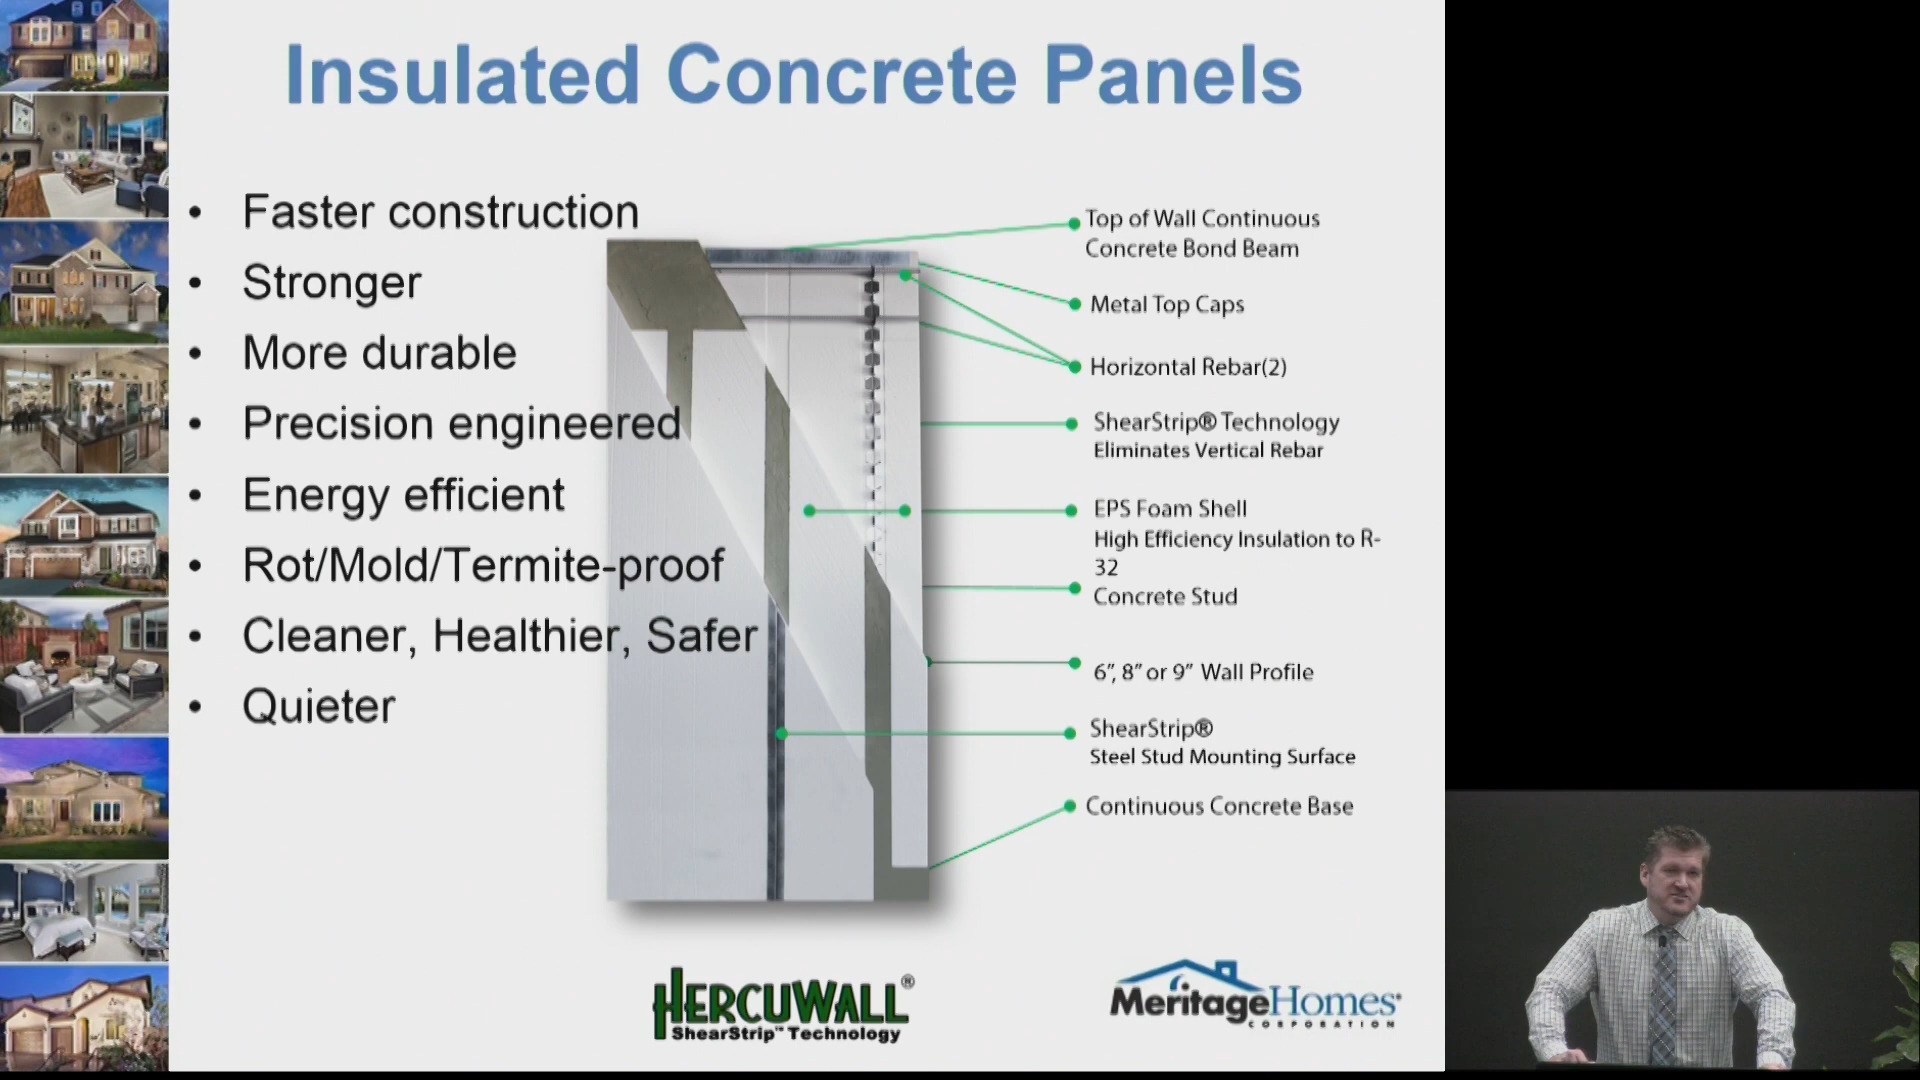 Insulated Concrete Panels
• Faster construction
• Stronger
• More durable
• Precision engineered
• Energy efficient
• Rot/Mold/Termite-proof
• Cleaner, Healthier, Safer
• Quieter
Top of Wall Continuous
Concrete Bond Beam
Metal Top Caps
Horizontal Rebar(2)
ShearStrip® Technology
Eliminates Vertical Rebar
EPS Foam Shell
High Efficiency Insulation to R-
32
Concrete Stud
6”, 8” or 9” Wall Profile
ShearStrip®
Steel Stud Mounting Surface
Continuous Concrete Base
HERCUWALL®
ShearStrip™ Technology
MeritageHomes®
CORPORATION